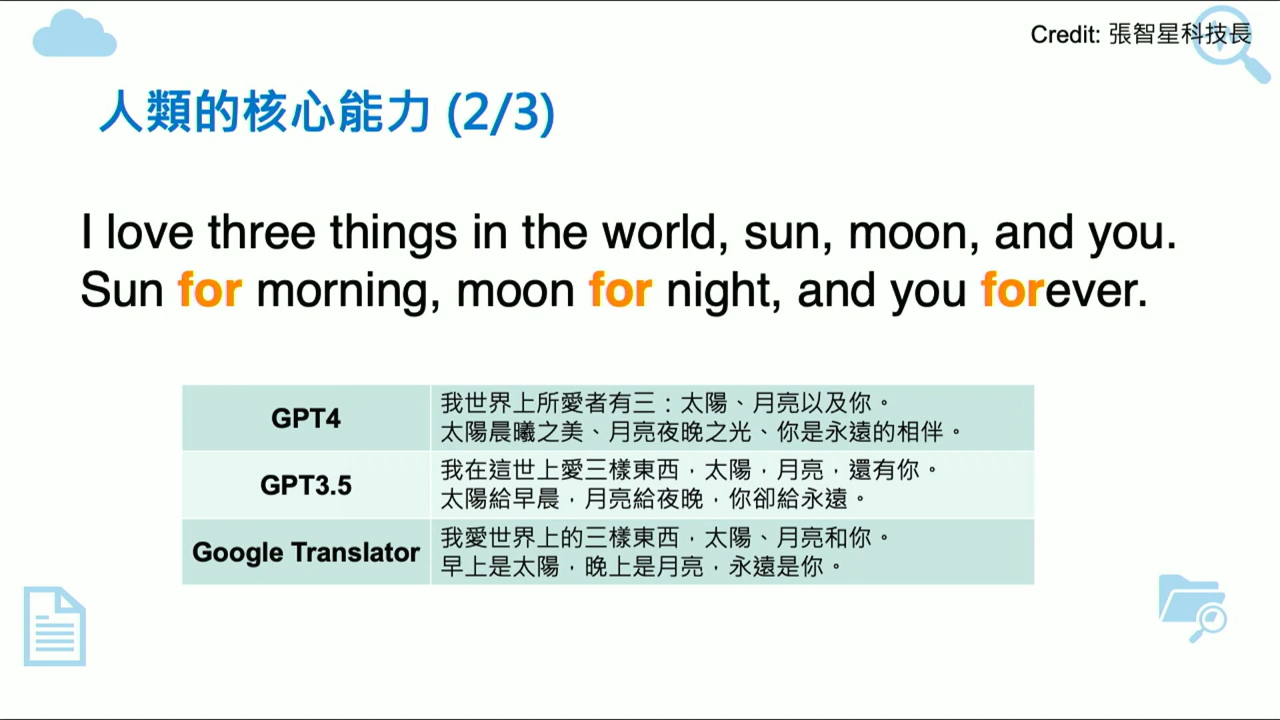 Credit: 張智星科技長
人類的核心能力 (2/3)
I love three things in the world, sun, moon, and you.
Sun for morning, moon for night, and you forever.
GPT4
我世界上所愛者有三：太陽、月亮以及你。
太陽晨曦之美、月亮夜晚之光、你是永遠的相伴。
GPT3.5
我在這世上愛三樣東西，太陽，月亮，還有你。
太陽給早晨，月亮給夜晚，你卻給永遠。
Google Translator
我愛世界上的三樣東西，太陽、月亮和你。
早上是太陽，晚上是月亮，永遠是你。